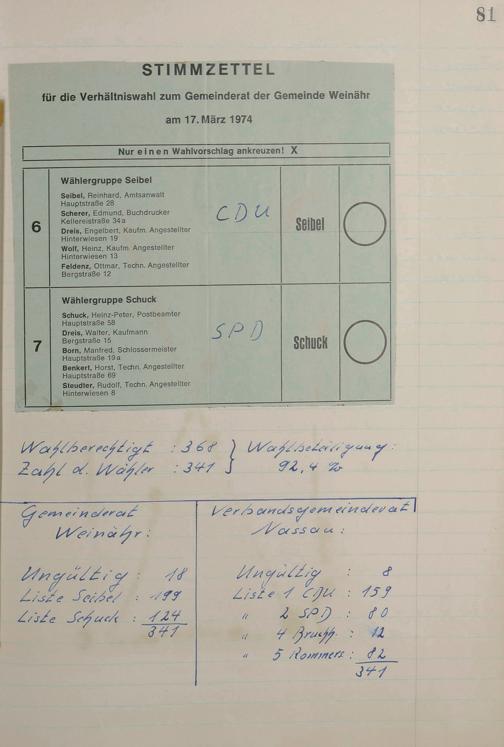 81
STIMMZETTEL
für die Verhältniswahl zum Gemeinderat der Gemeinde Weinähr
am 17. März 1974
Nur einen Wahlvorschlag ankreuzen! X
Wählergruppe Seibel
Seibel, Reinhard, Amtsanwalt
Hauptstraße 28
Scherer, Edmund, Buchdrucker
Kellereistraße 34a
Dreis, Engelbert, Kaufm. Angestellter
Hinterwiesen 19
Wolf, Heinz, Kaufm. Angestellter
Hinterwiesen 13
Feldenz, Ottmar, Techn. Angestellter
Bergstraße 12
6
CDU
Seibel
Wählergruppe Schuck
Schuck, Heinz-Peter, Postbeamter
Hauptstraße 58
Dreis, Walter, Kaufmann
Bergstraße 15
Born, Manfred, Schlossermeister
Hauptstraße 19a
Benkert, Horst, Techn. Angestellter
Hauptstraße 69
Steudter, Rudolf, Techn. Angestellter
Hinterwiesen 8
7
SPD
Schuck
Wahlberechtigt : 368 } Wahlbeteiligung:
Zahl d. Wähler : 341 } 92,4 %
Gemeinderat
Weinähr:
Ungültig : 18
Liste Seibel : 199
Liste Schuck : 124
341
Verbandsgemeinderat
Nassau:
Ungültig : 8
Liste 1 CDU : 159
" 2 SPD : 80
" 4 : 12
" 5 Rommers : 82
341